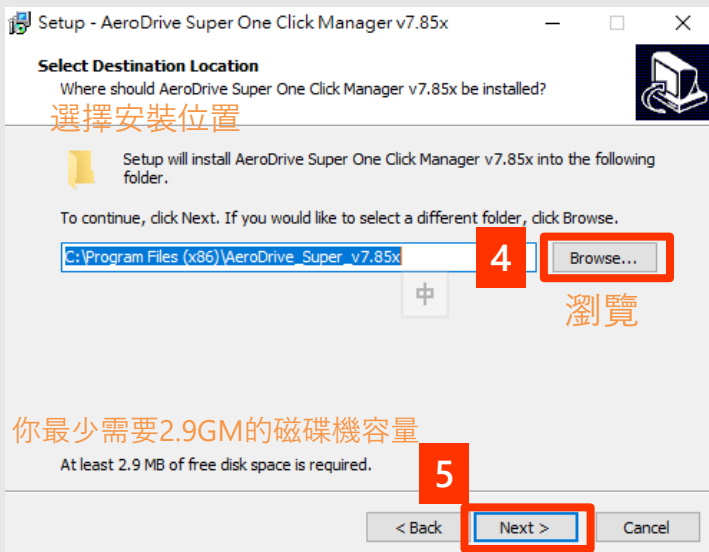 Setup - AeroDrive Super One Click Manager v7.85x
Select Destination Location
Where should AeroDrive Super One Click Manager v7.85x be installed?
選擇安裝位置
Setup will install AeroDrive Super One Click Manager v7.85x into the following
folder.
To continue, click Next. If you would like to select a different folder, click Browse.
C:\Program Files (x86)\AeroDrive_Super_v7.85x
4
Browse...
中
瀏覽
你最少需要2.9GM的磁碟機容量
At least 2.9 MB of free disk space is required.
5
< Back Next > Cancel